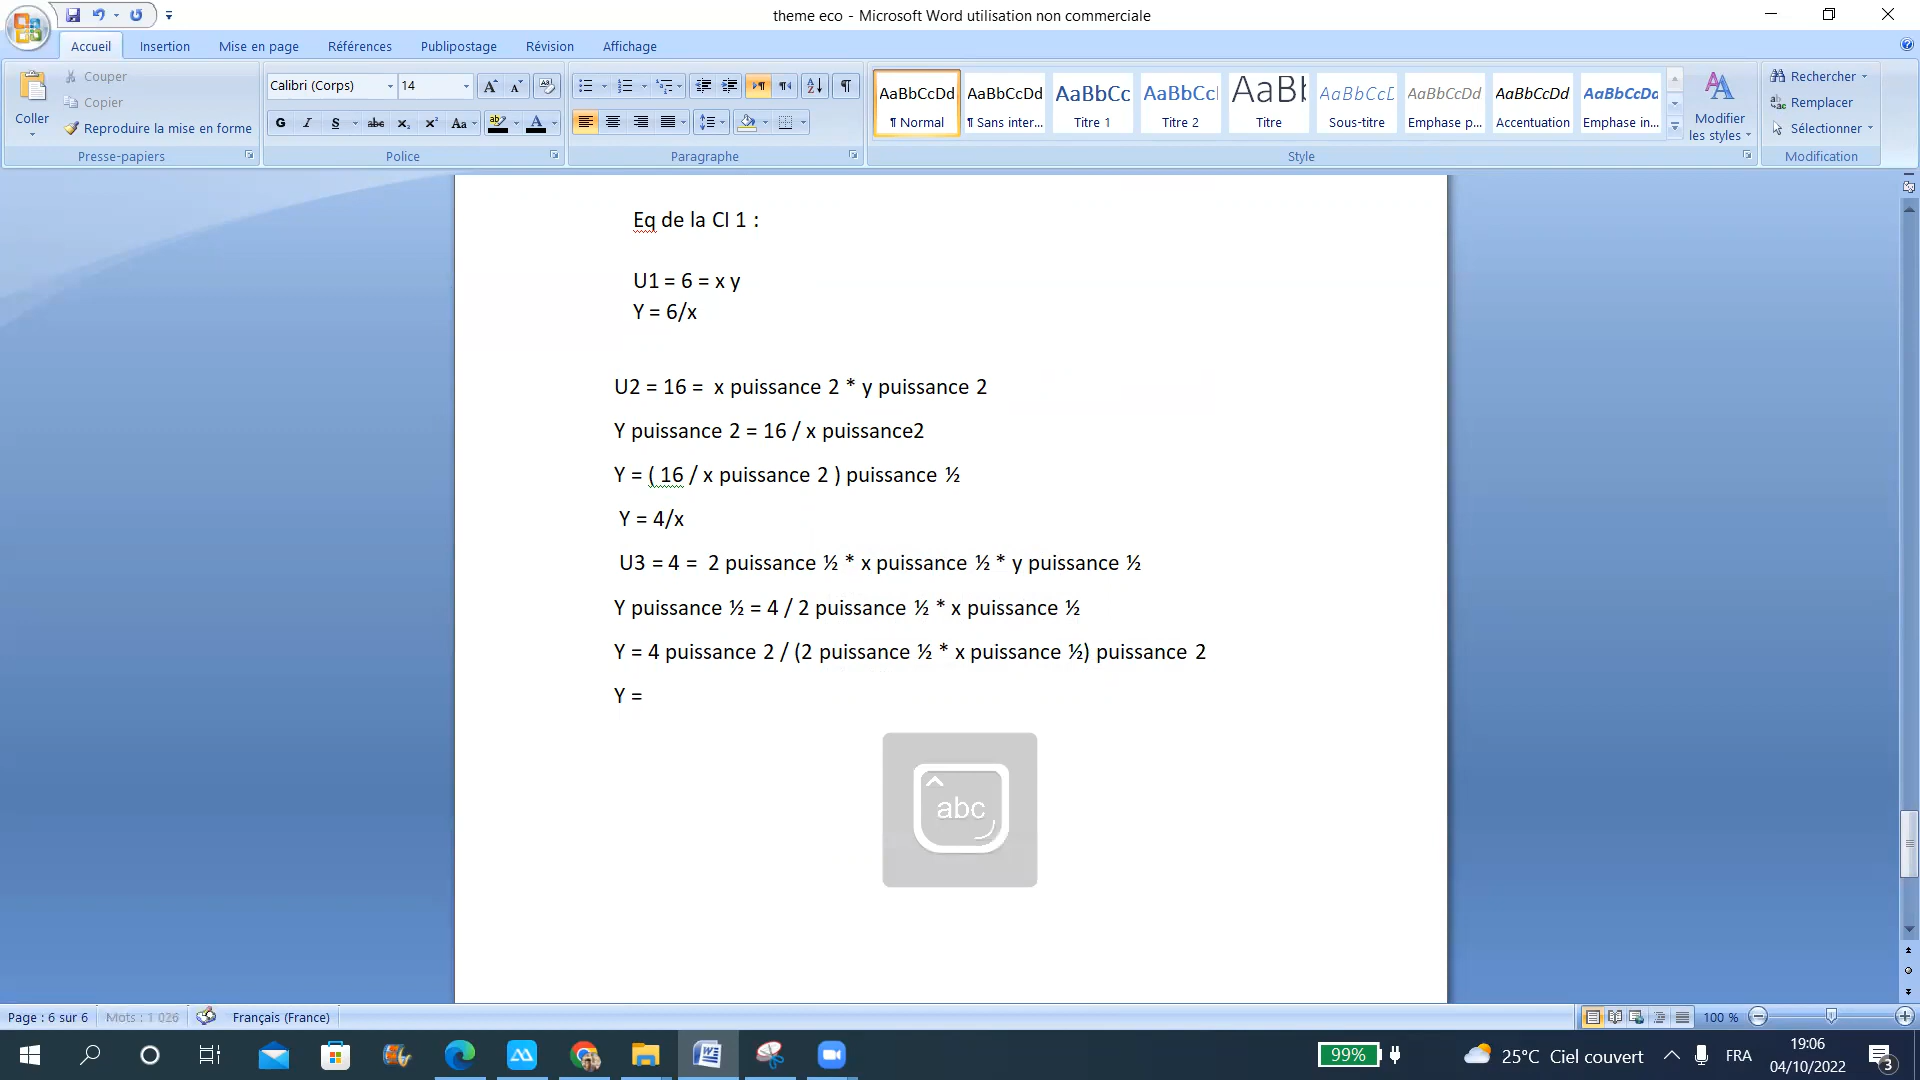 theme eco - Microsoft Word utilisation non commerciale
Accueil Insertion Mise en page Références Publipostage Révision Affichage
Coller
Couper
Copier
Reproduire la mise en forme
Presse-papiers
Calibri (Corps) 14
G I S abc x₂ x² Aa
Police
Paragraphe
AaBbCcDd AaBbCcDd AaBbCc AaBbCcI AaBb AaBbCcD AaBbCcDd AaBbCcDd AaBbCcDd
¶ Normal ¶ Sans inter... Titre 1 Titre 2 Titre Sous-titre Emphase p... Accentuation Emphase in...
Style
Modifier
les styles
Rechercher
Remplacer
Sélectionner
Modification
Eq de la CI 1 :
U1 = 6 = x y
Y = 6/x
U2 = 16 = x puissance 2 * y puissance 2
Y puissance 2 = 16 / x puissance2
Y = ( 16 / x puissance 2 ) puissance ½
Y = 4/x
U3 = 4 = 2 puissance ½ * x puissance ½ * y puissance ½
Y puissance ½ = 4 / 2 puissance ½ * x puissance ½
Y = 4 puissance 2 / (2 puissance ½ * x puissance ½) puissance 2
Y =
abc
Page : 6 sur 6 Mots : 1 026 Français (France) 100 %
99% 25°C Ciel couvert FRA 19:06
04/10/2022
3